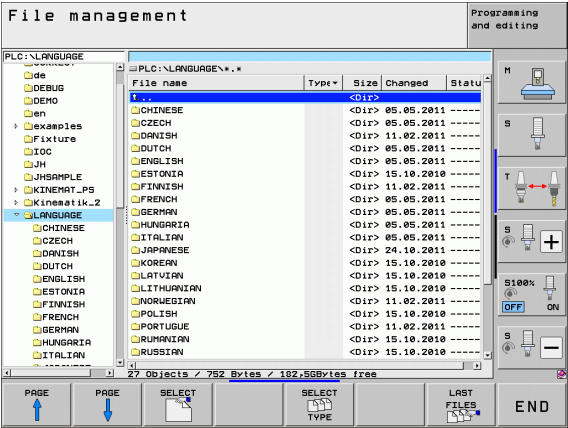 File management
Programming
and editing
PLC:\LANGUAGE
de
DEBUG
DEMO
en
examples
Fixture
IOC
JH
JHSAMPLE
KINEMAT_PS
Kinematik_2
LANGUAGE
CHINESE
CZECH
DANISH
DUTCH
ENGLISH
ESTONIA
FINNISH
FRENCH
GERMAN
HUNGARIA
ITALIAN
PLC:\LANGUAGE\*.*
File name Type Size Changed Statu
.. <Dir>
CHINESE <Dir> 05.05.2011 -----
CZECH <Dir> 05.05.2011 -----
DANISH <Dir> 11.02.2011 -----
DUTCH <Dir> 05.05.2011 -----
ENGLISH <Dir> 05.05.2011 -----
ESTONIA <Dir> 15.10.2010 -----
FINNISH <Dir> 11.02.2011 -----
FRENCH <Dir> 05.05.2011 -----
GERMAN <Dir> 05.05.2011 -----
HUNGARIA <Dir> 05.05.2011 -----
ITALIAN <Dir> 05.05.2011 -----
JAPANESE <Dir> 24.10.2011 -----
KOREAN <Dir> 15.10.2010 -----
LATVIAN <Dir> 15.10.2010 -----
LITHUANIAN <Dir> 15.10.2010 -----
NORWEGIAN <Dir> 11.02.2011 -----
POLISH <Dir> 15.10.2010 -----
PORTUGUE <Dir> 11.02.2011 -----
RUMANIAN <Dir> 15.10.2010 -----
RUSSIAN <Dir> 15.10.2010 -----
27 Objects / 752 Bytes / 182,5GBytes free
M
S
T
S
+
S100%
OFF ON
S
-
PAGE
PAGE
SELECT
SELECT
TYPE
LAST
FILES
END